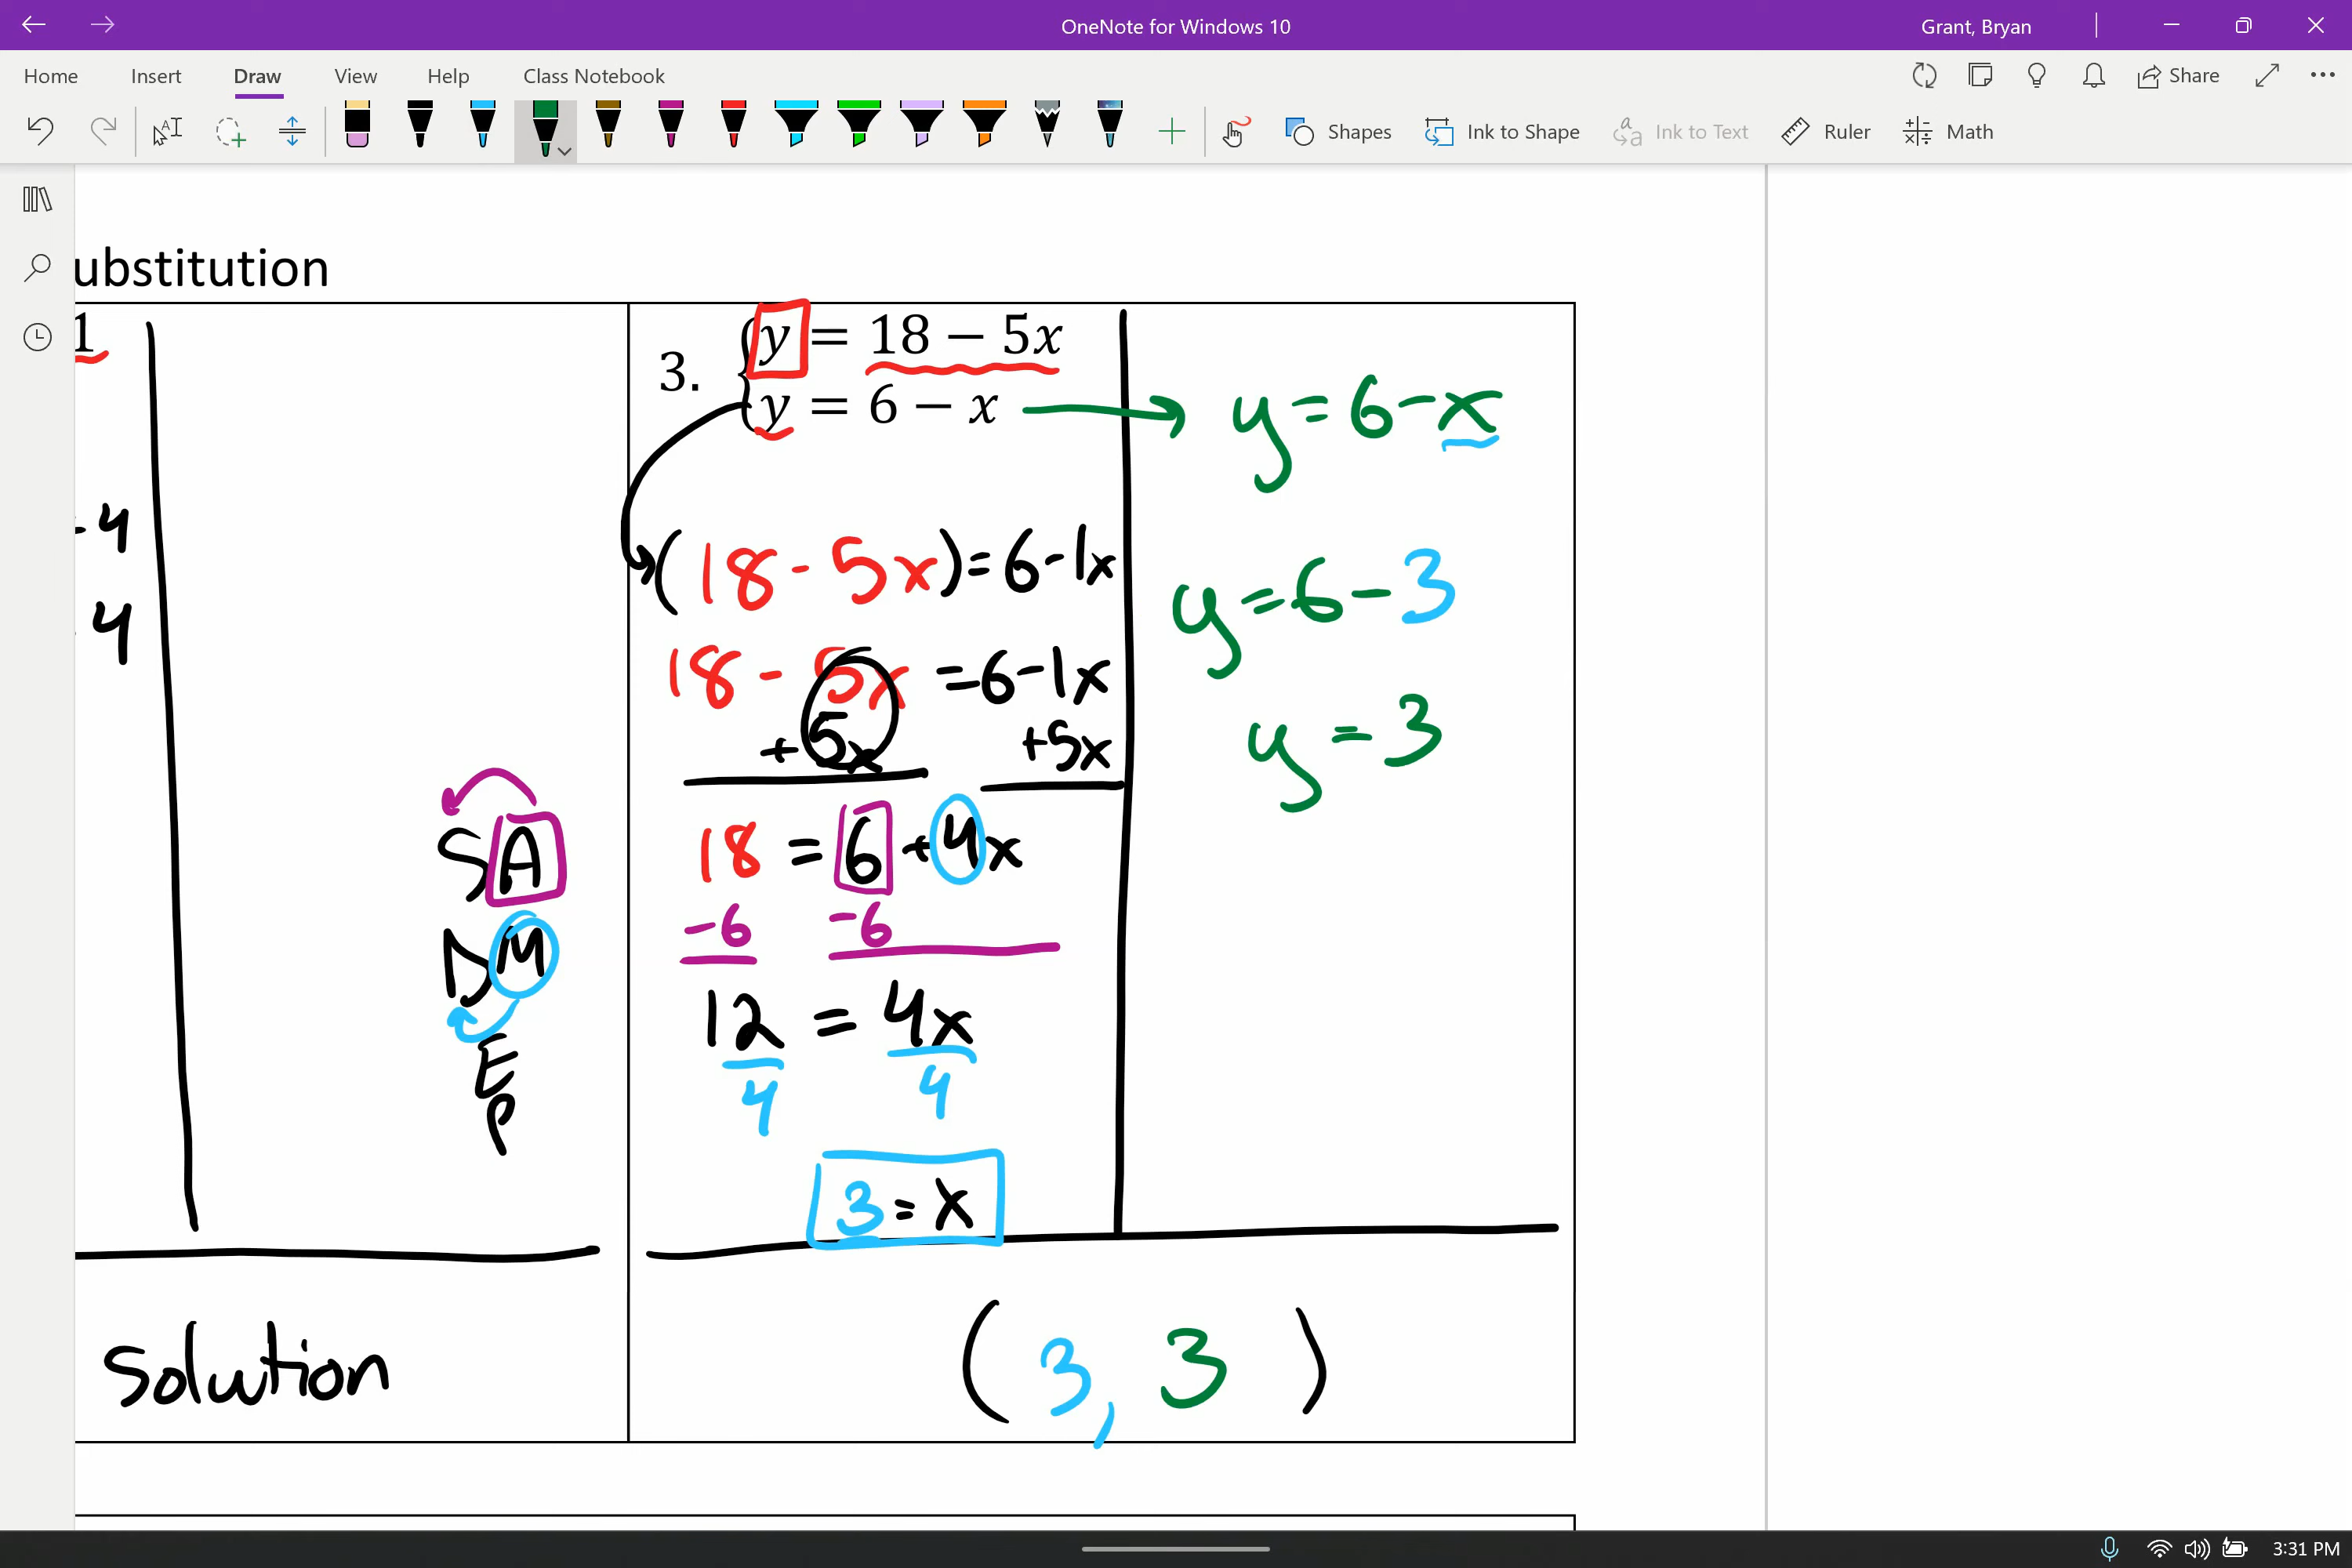 OneNote for Windows 10
Grant, Bryan
Home Insert Draw View Help Class Notebook Share
Shapes Ink to Shape Ink to Text Ruler Math
ubstitution
1
-4
4
SA
DM
E
P
Solution
3. { y = 18 − 5x
y = 6 − x
(18 - 5x) = 6 - 1x
18 - 5x = 6 - 1x
+ 5x +5x
18 = 6 + 4x
-6 -6
12 = 4x
4 4
3 = x
y = 6 - x
y = 6 - 3
y = 3
(3, 3)
3:31 PM